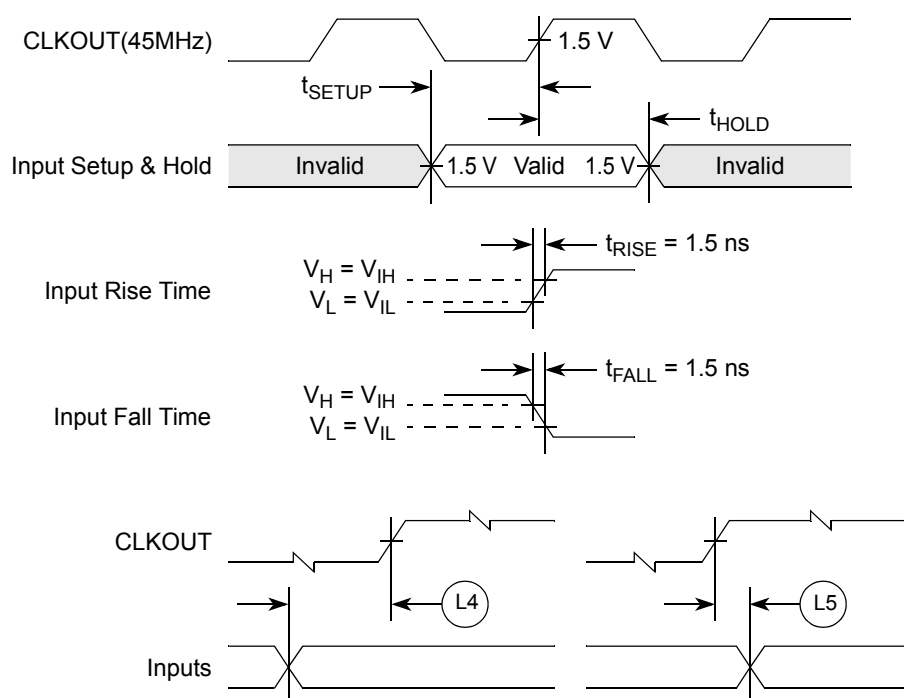 CLKOUT(45MHz)
1.5 V
tSETUP
tHOLD
Input Setup & Hold
Invalid
1.5 V Valid 1.5 V
Invalid
tRISE = 1.5 ns
Input Rise Time
VH = VIH
VL = VIL
tFALL = 1.5 ns
Input Fall Time
VH = VIH
VL = VIL
CLKOUT
L4
L5
Inputs